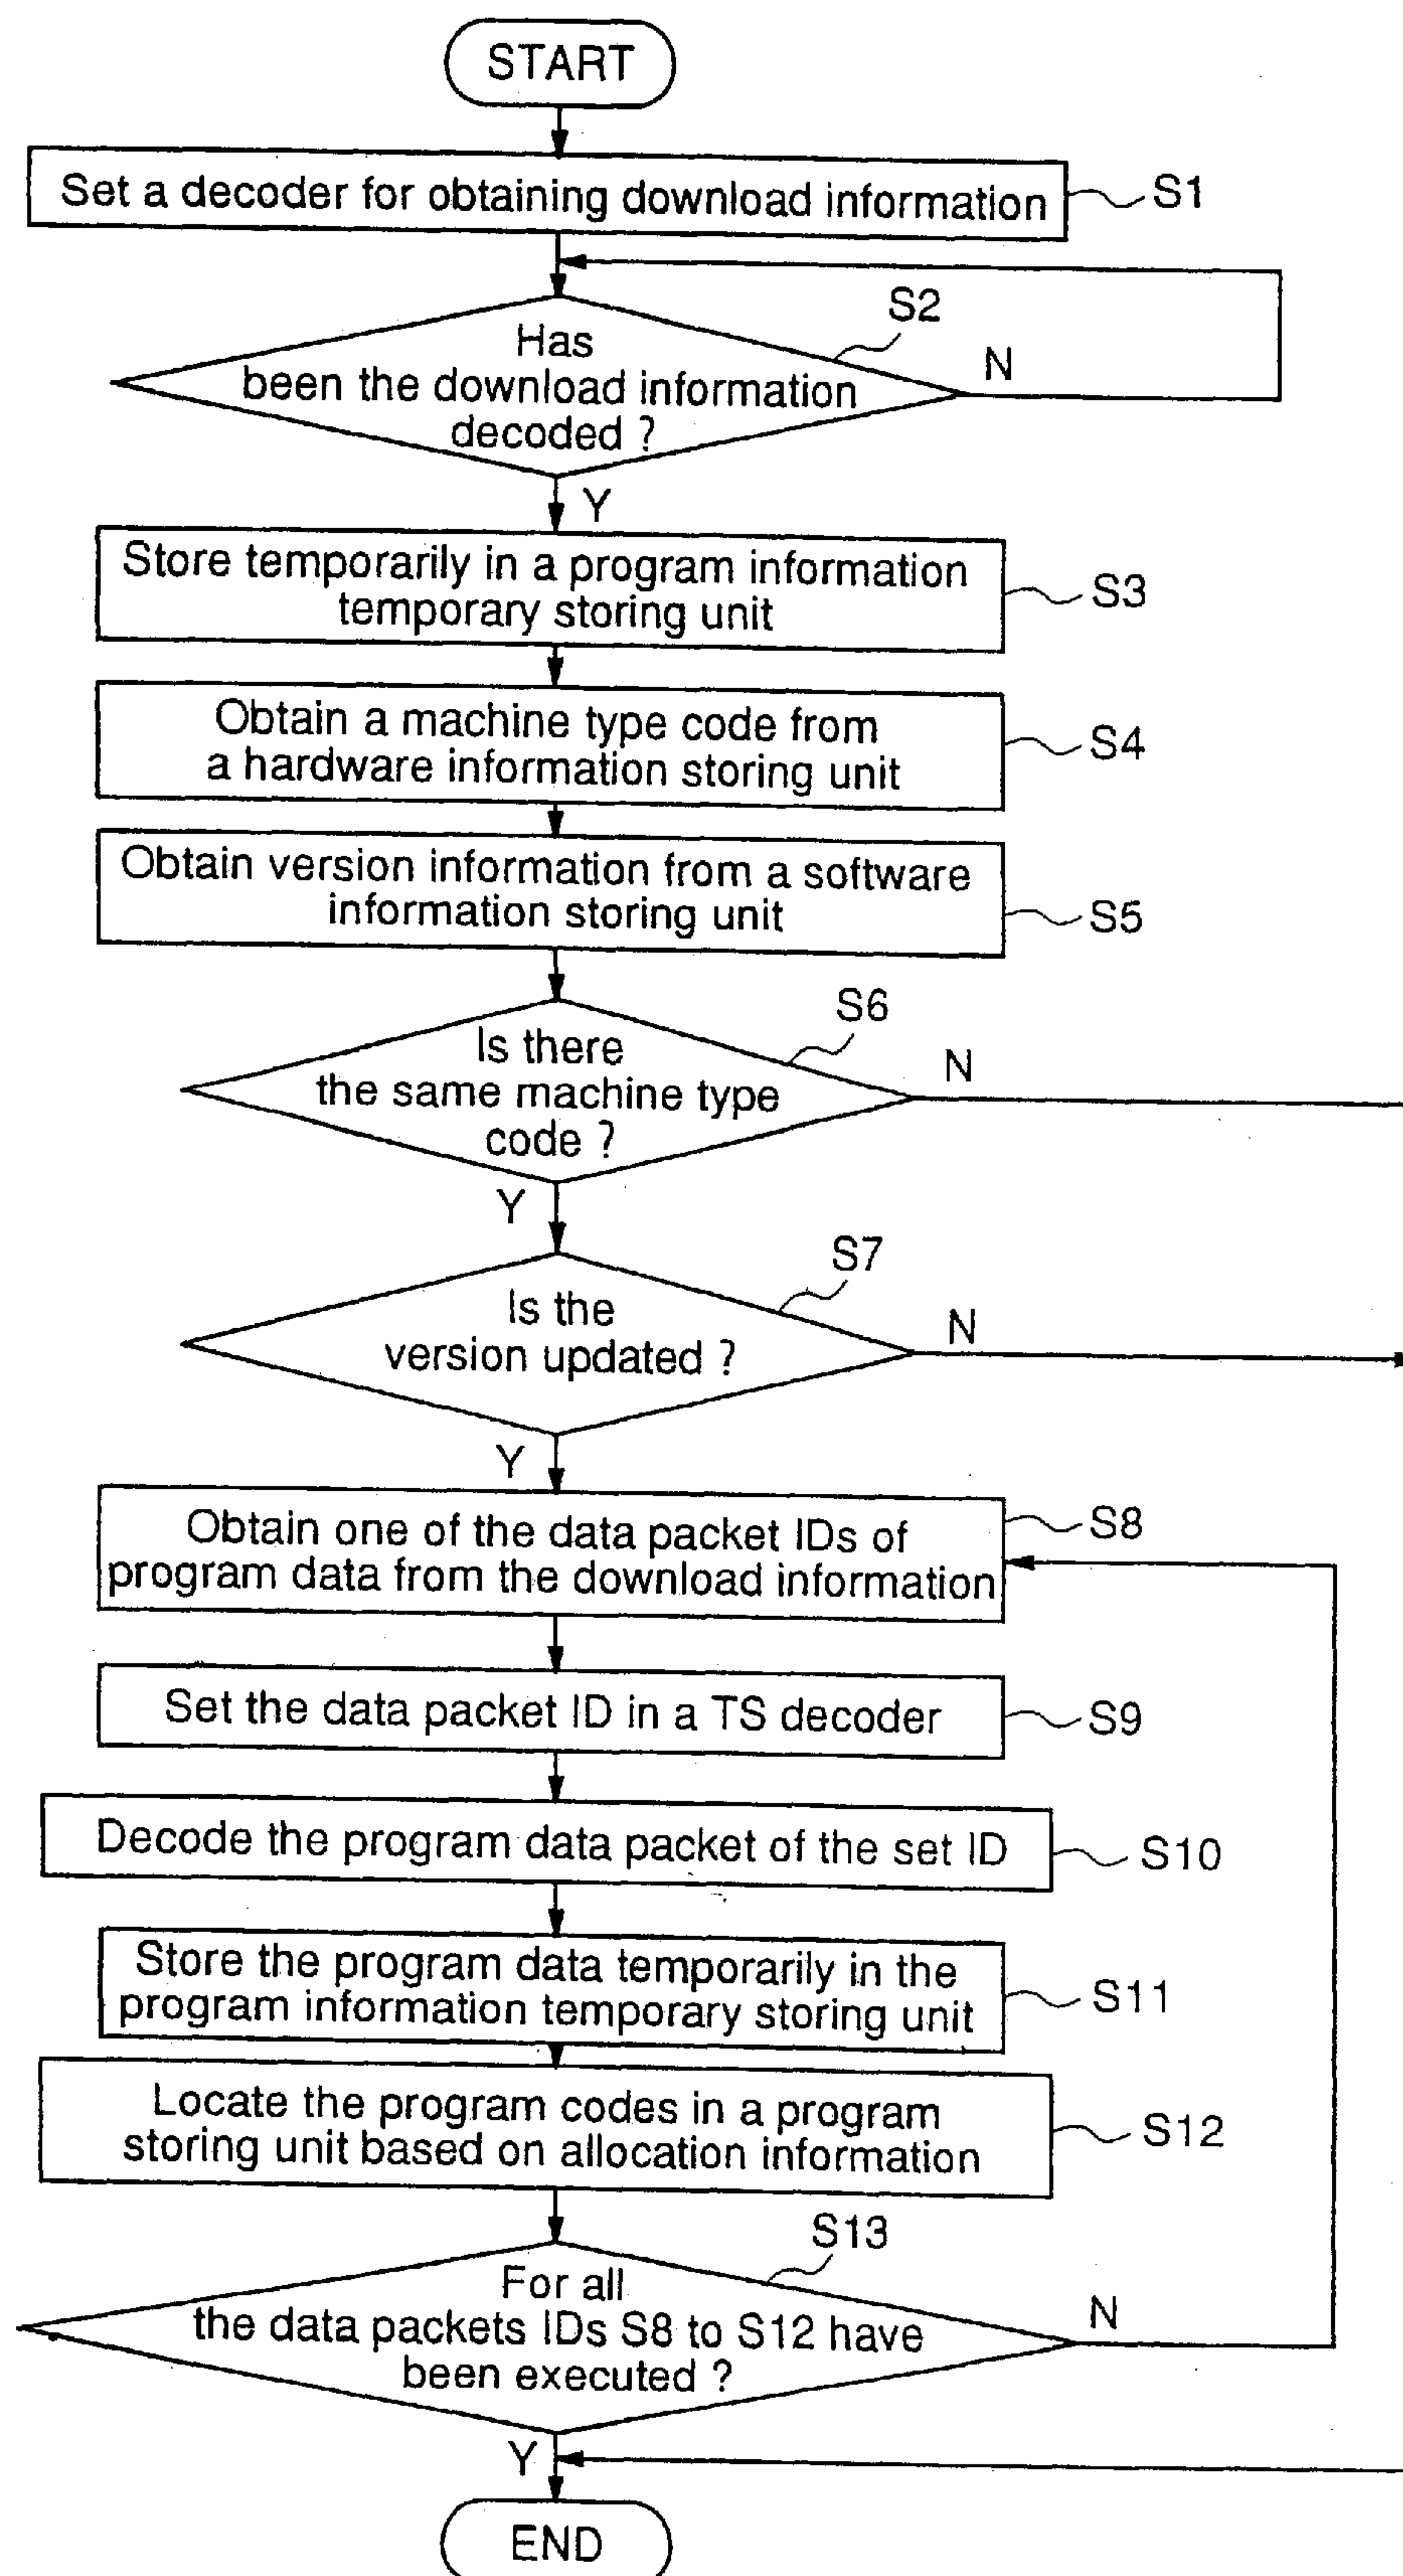 START
Set a decoder for obtaining download information
S1
S2
Has
been the download information
decoded ?
N
Y
Store temporarily in a program information
temporary storing unit
S3
Obtain a machine type code from
a hardware information storing unit
S4
Obtain version information from a software
information storing unit
S5
S6
Is there
the same machine type
code ?
N
Y
S7
Is the
version updated ?
N
Y
Obtain one of the data packet IDs of
program data from the download information
S8
Set the data packet ID in a TS decoder
S9
Decode the program data packet of the set ID
S10
Store the program data temporarily in the
program information temporary storing unit
S11
Locate the program codes in a program
storing unit based on allocation information
S12
S13
For all
the data packets IDs S8 to S12 have
been executed ?
N
Y
END